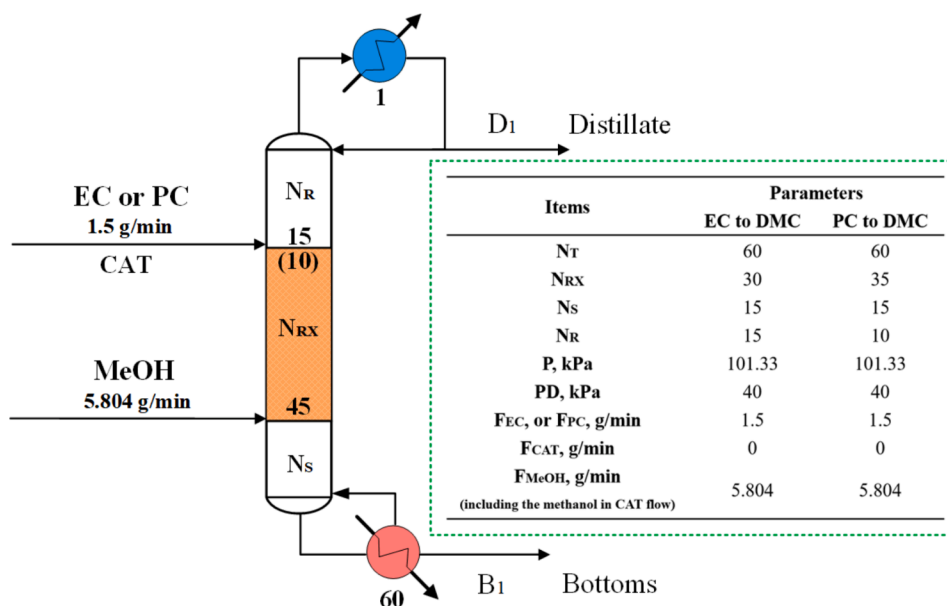 1
D1 Distillate
NR
EC or PC
1.5 g/min
CAT
15
(10)
NRX
MeOH
5.804 g/min
45
NS
B1 Bottoms
60
Items Parameters
EC to DMC PC to DMC
NT 60 60
NRX 30 35
NS 15 15
NR 15 10
P, kPa 101.33 101.33
PD, kPa 40 40
FEC, or FPC, g/min 1.5 1.5
FCAT, g/min 0 0
FMeOH, g/min 5.804 5.804
(including the methanol in CAT flow)